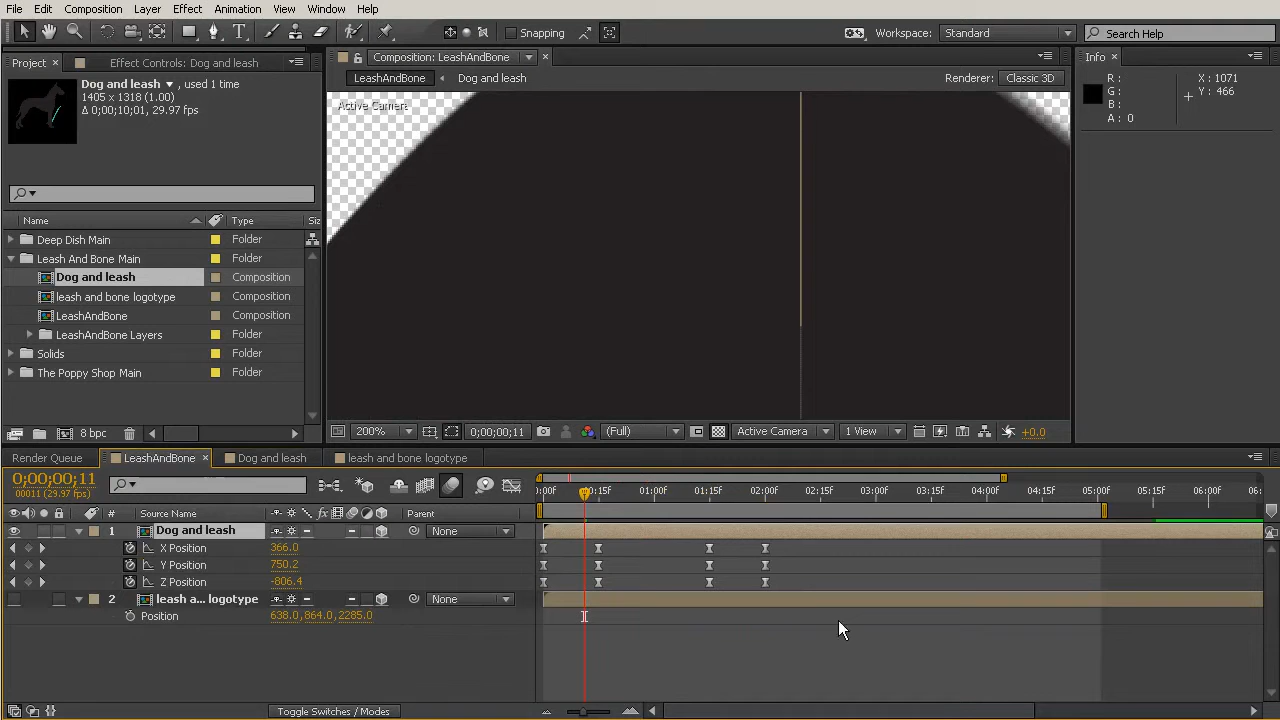 File Edit Composition Layer Effect Animation View Window Help
Snapping Workspace: Standard Search Help
Project Effect Controls: Dog and leash
Dog and leash , used 1 time
1405 x 1318 (1.00)
Δ 0;00;10;01, 29.97 fps
Name Type Siz
Deep Dish Main Folder
Leash And Bone Main Folder
Dog and leash Composition
leash and bone logotype Composition
LeashAndBone Composition
LeashAndBone Layers Folder
Solids Folder
The Poppy Shop Main Folder
8 bpc
Composition: LeashAndBone
LeashAndBone Dog and leash Renderer: Classic 3D
Active Camera
200% 0;00;00;11 (Full) Active Camera 1 View +0.0
Info
R: X: 1071
G: Y: 466
B:
A: 0
Render Queue LeashAndBone Dog and leash leash and bone logotype
0;00;00;11
00011 (29.97 fps)
):00f 00:15f 01:00f 01:15f 02:00f 02:15f 03:00f 03:15f 04:00f 04:15f 05:00f 05:15f 06:00f 06:
# Source Name Parent
1 Dog and leash None
X Position 366.0
Y Position 750.2
Z Position -806.4
2 leash a... logotype None
Position 638.0,864.0,2285.0
Toggle Switches / Modes